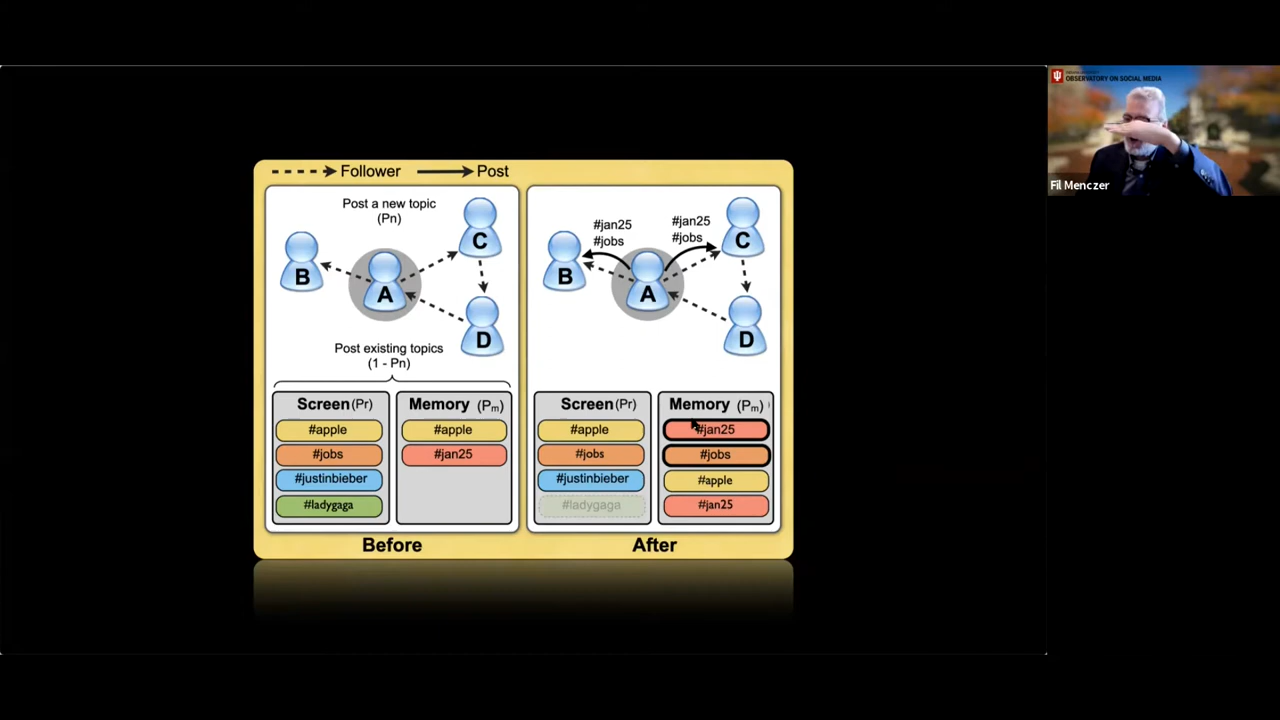 Follower
Post
Post a new topic
(Pn)
C
B
A
D
Post existing topics
(1 - Pn)
Screen (Pr)
#apple
#jobs
#justinbieber
#ladygaga
Memory (Pm)
#apple
#jan25
Before
#jan25
#jobs
#jan25
#jobs
C
B
A
D
Screen (Pr)
#apple
#jobs
#justinbieber
#ladygaga
Memory (Pm)
#jan25
#jobs
#apple
#jan25
After
OBSERVATORY ON SOCIAL MEDIA
Fil Menczer